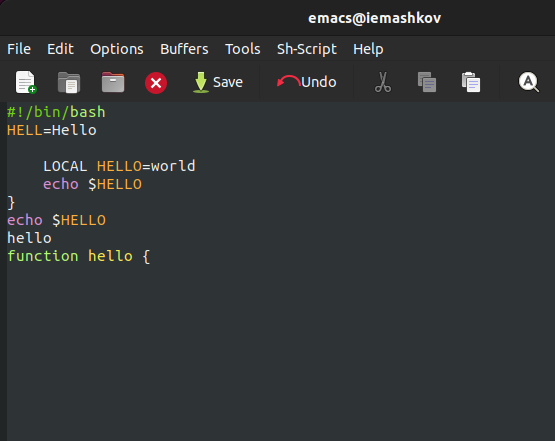 emacs@iemashkov
File Edit Options Buffers Tools Sh-Script Help
Save Undo
#!/bin/bash
HELL=Hello
LOCAL HELLO=world
echo $HELLO
}
echo $HELLO
hello
function hello {